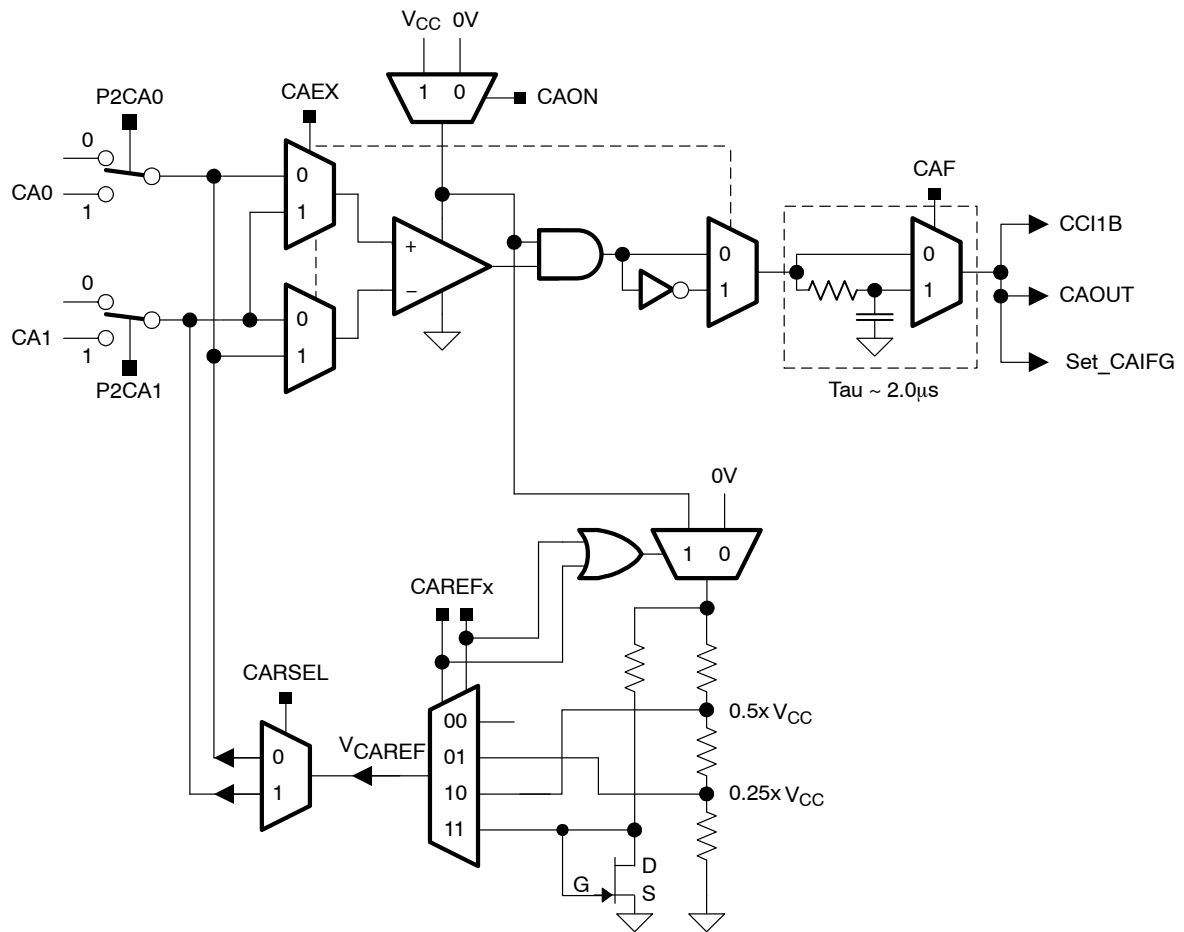 VCC 0V
1 0
CAON
P2CA0
0
CA0
1
CAEX
0
1
+
−
0
CA1
1
P2CA1
0
1
0
1
CAF
0
1
Tau ~ 2.0µs
CCI1B
CAOUT
Set_CAIFG
0V
1 0
CAREFx
CARSEL
0
1
VCAREF
00
01
10
11
0.5x VCC
0.25x VCC
D
G
S